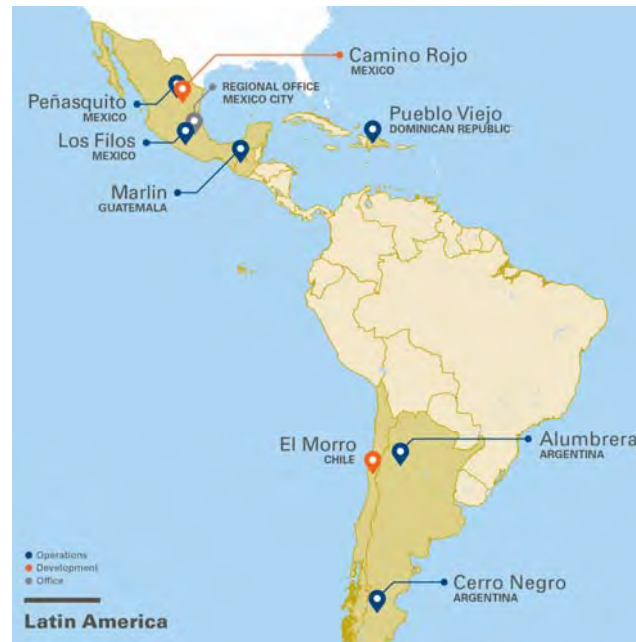 Camino Rojo
MEXICO
REGIONAL OFFICE
MEXICO CITY
Peñasquito
MEXICO
Pueblo Viejo
DOMINICAN REPUBLIC
Los Filos
MEXICO
Marlin
GUATEMALA
El Morro
CHILE
Alumbrera
ARGENTINA
Operations
Development
Office
Cerro Negro
ARGENTINA
Latin America